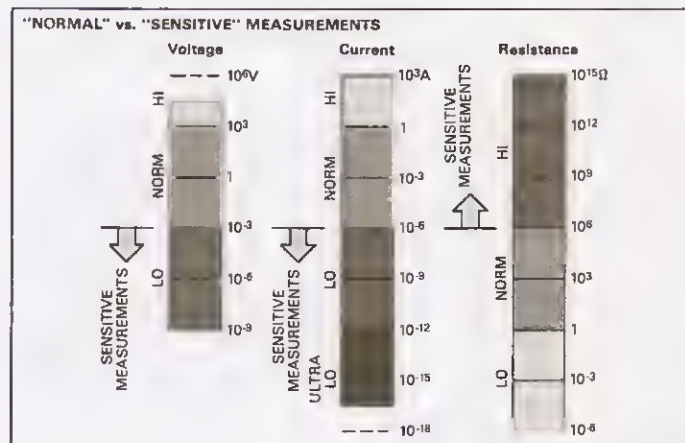 "NORMAL" vs. "SENSITIVE" MEASUREMENTS
Voltage
10⁶V
10³
1
10⁻³
10⁻⁶
10⁻⁹
HI
NORM
LO
SENSITIVE
MEASUREMENTS
Current
10³A
1
10⁻³
10⁻⁶
10⁻⁹
10⁻¹²
10⁻¹⁵
10⁻¹⁸
HI
NORM
LO
ULTRA
LO
SENSITIVE
MEASUREMENTS
Resistance
10¹⁵Ω
10¹²
10⁹
10⁶
10³
1
10⁻³
10⁻⁶
HI
NORM
LO
SENSITIVE
MEASUREMENTS